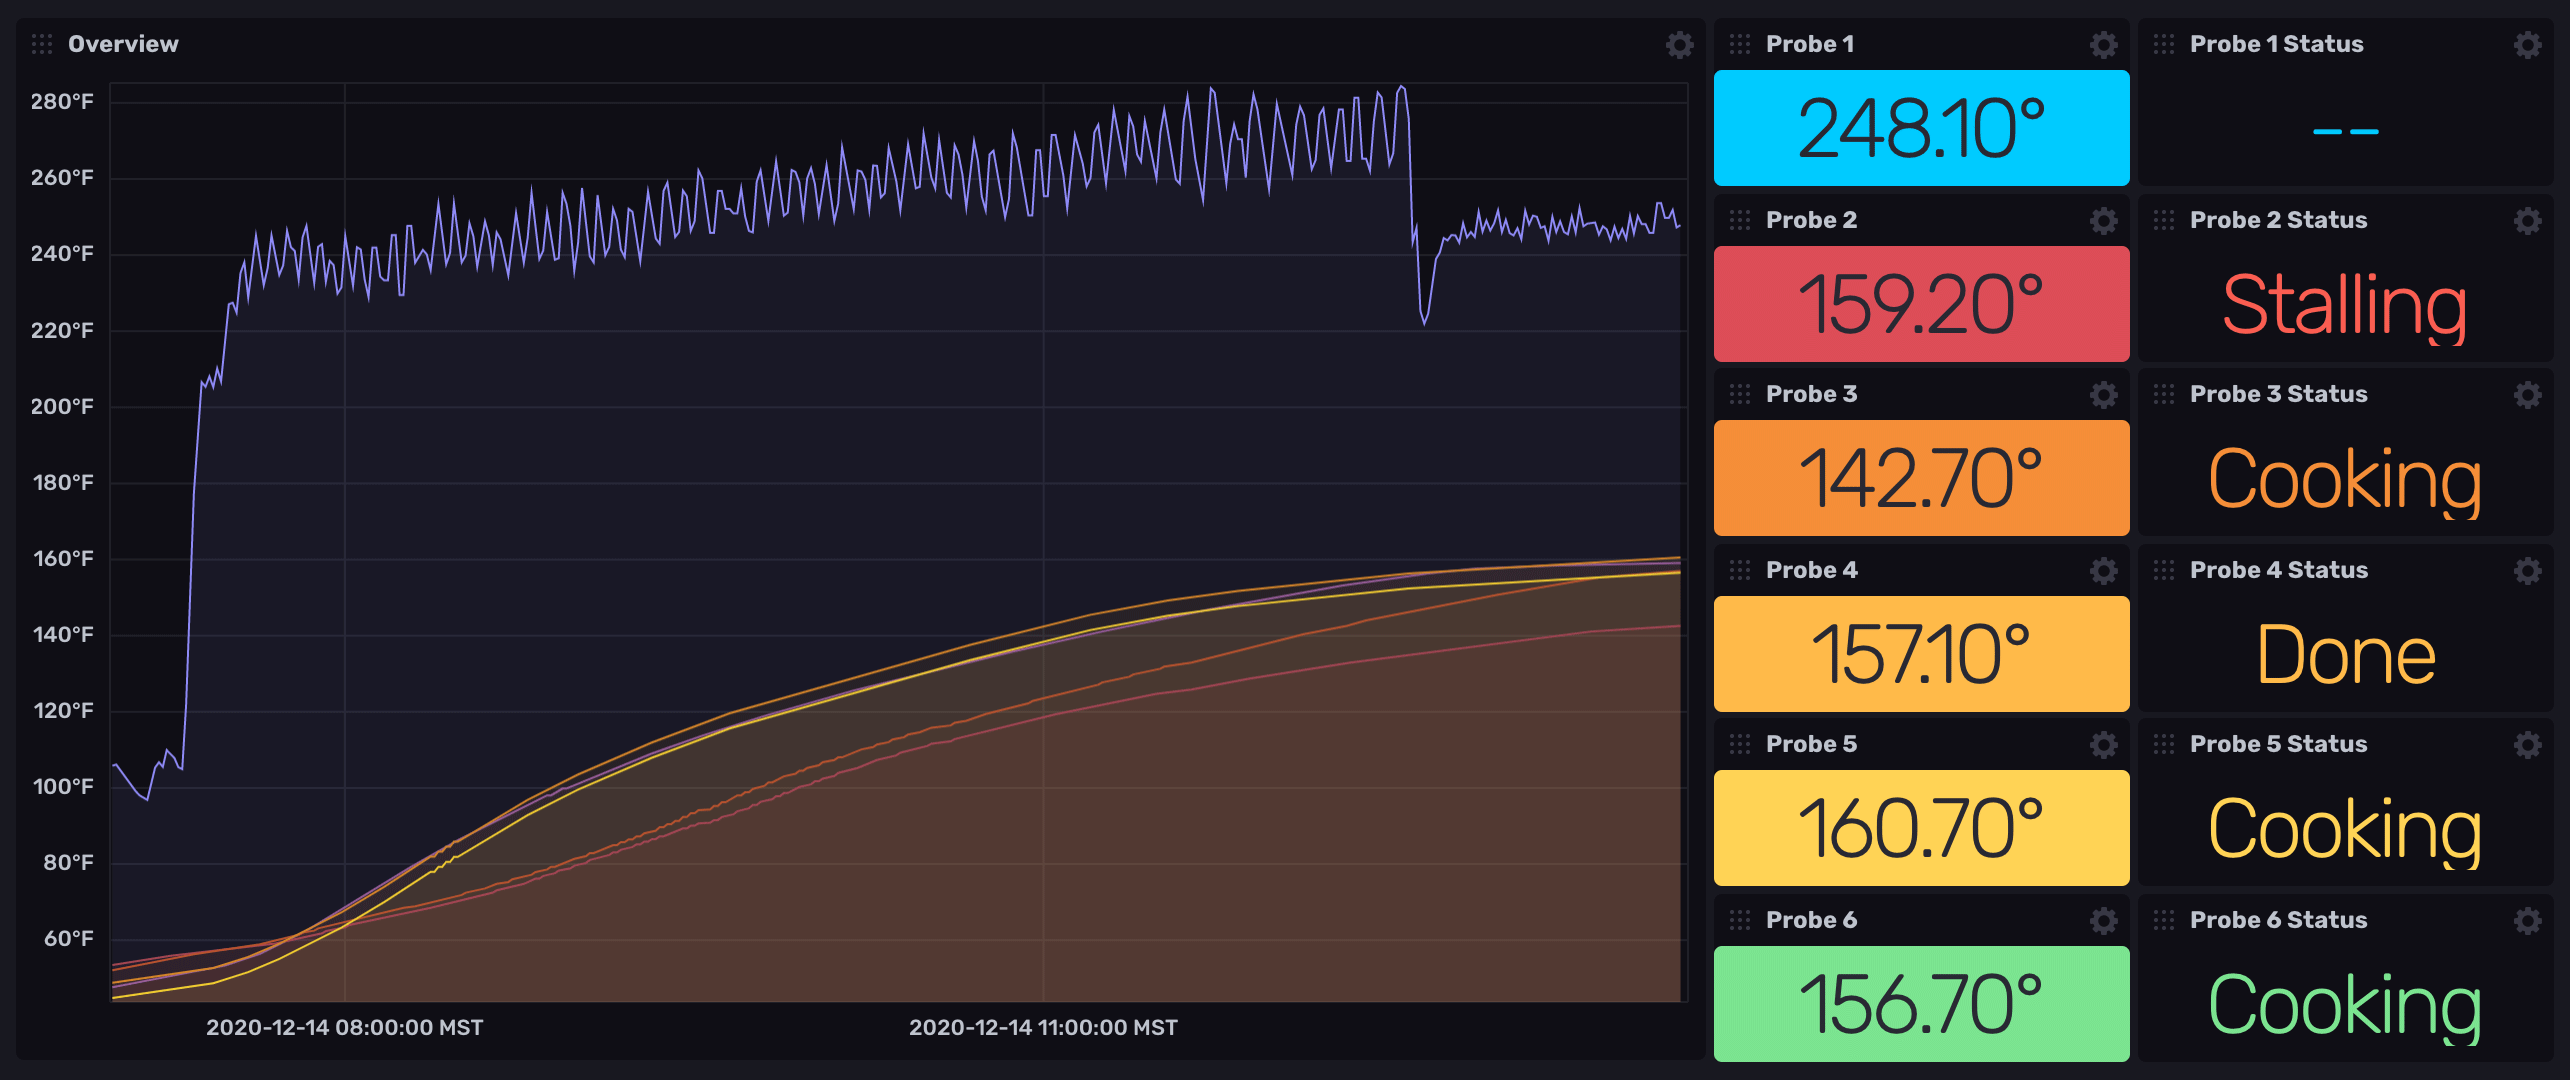 Overview
280°F
260°F
240°F
220°F
200°F
180°F
160°F
140°F
120°F
100°F
80°F
60°F
2020-12-14 08:00:00 MST
2020-12-14 11:00:00 MST
Probe 1
248.10°
Probe 1 Status
--
Probe 2
159.20°
Probe 2 Status
Stalling
Probe 3
142.70°
Probe 3 Status
Cooking
Probe 4
157.10°
Probe 4 Status
Done
Probe 5
160.70°
Probe 5 Status
Cooking
Probe 6
156.70°
Probe 6 Status
Cooking